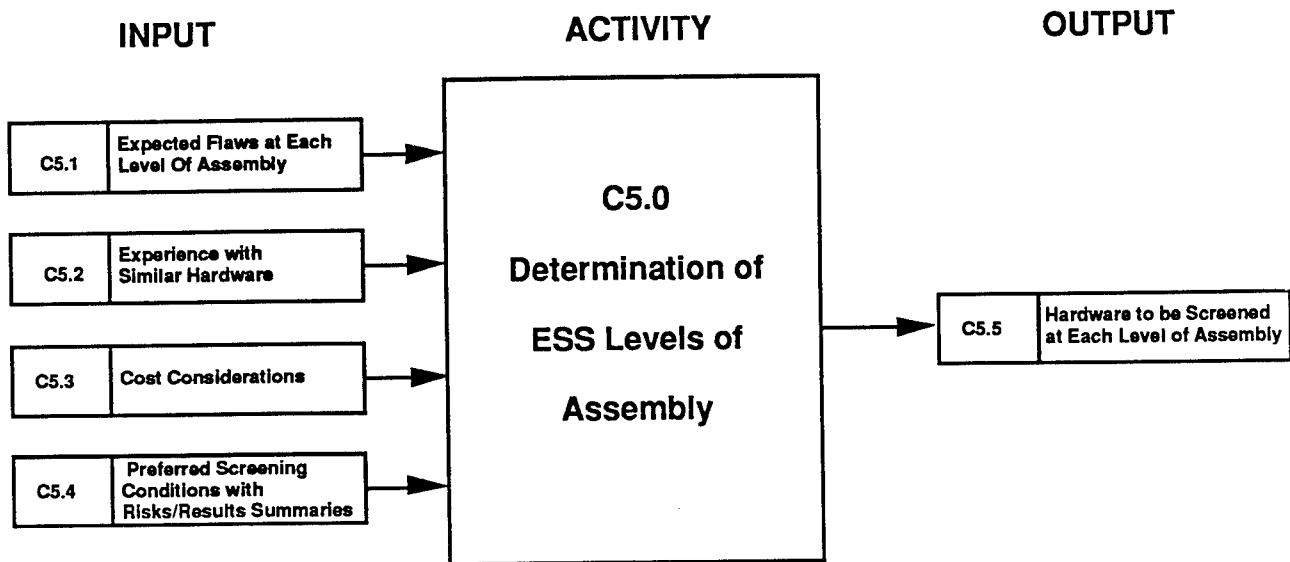 INPUT
ACTIVITY
OUTPUT
C5.1
Expected Flaws at Each
Level Of Assembly
C5.2
Experience with
Similar Hardware
C5.3
Cost Considerations
C5.4
Preferred Screening
Conditions with
Risks/Results Summaries
C5.0
Determination of
ESS Levels of
Assembly
C5.5
Hardware to be Screened
at Each Level of Assembly